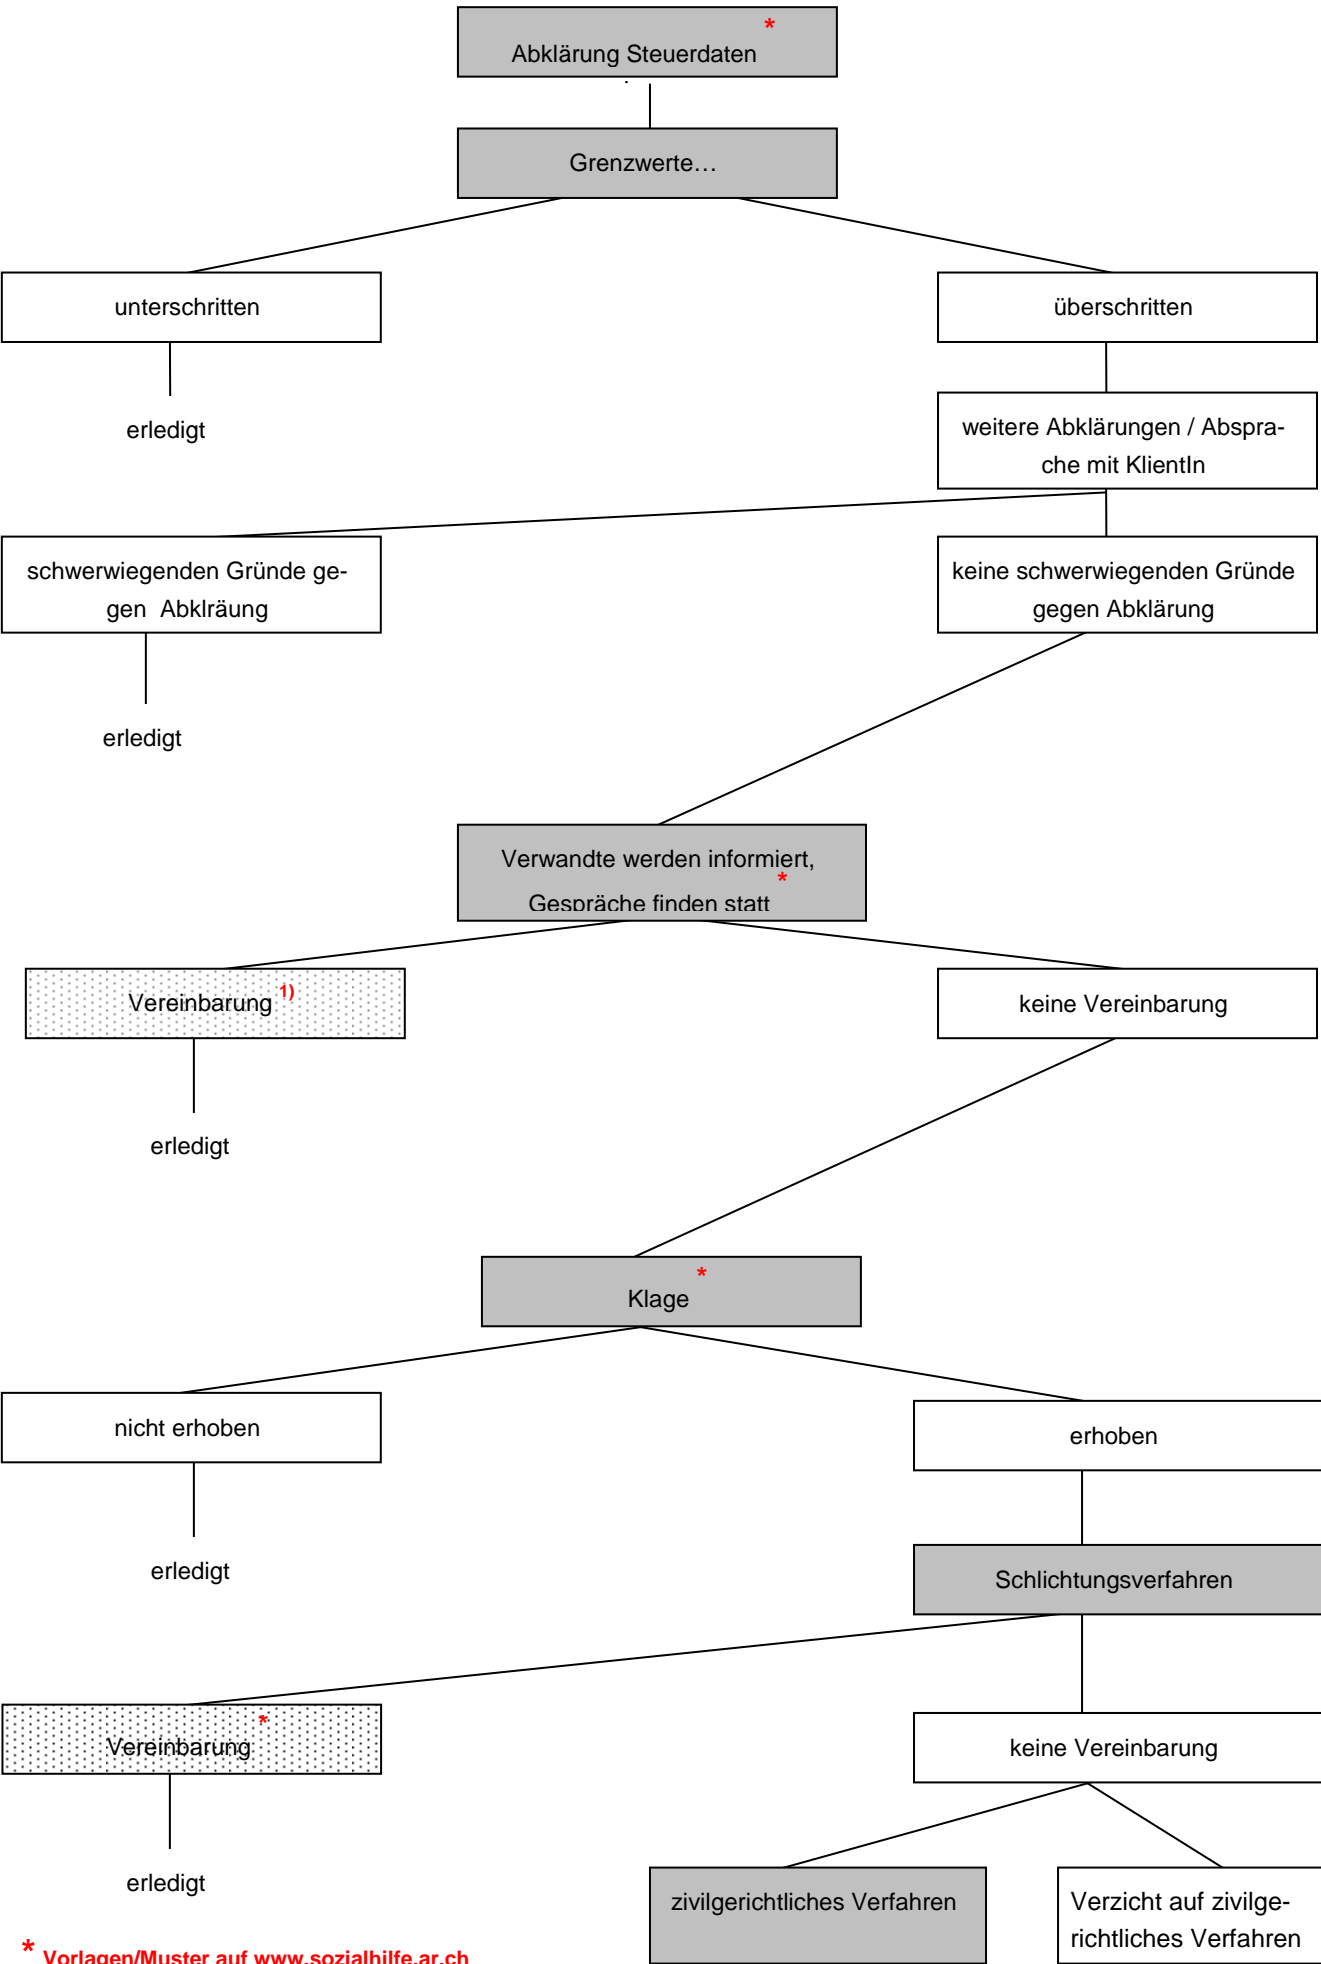 *
Abklärung Steuerdaten
Grenzwerte…
unterschritten
überschritten
erledigt
weitere Abklärungen / Abspra-
che mit KlientIn
schwerwiegenden Gründe ge-
gen Abklräung
keine schwerwiegenden Gründe
gegen Abklärung
erledigt
Verwandte werden informiert,
Gespräche finden statt *
Vereinbarung 1)
keine Vereinbarung
erledigt
Klage *
nicht erhoben
erhoben
erledigt
Schlichtungsverfahren
Vereinbarung *
keine Vereinbarung
erledigt
zivilgerichtliches Verfahren
Verzicht auf zivilge-
richtliches Verfahren
* Vorlagen/Muster auf www.sozialhilfe.ar.ch